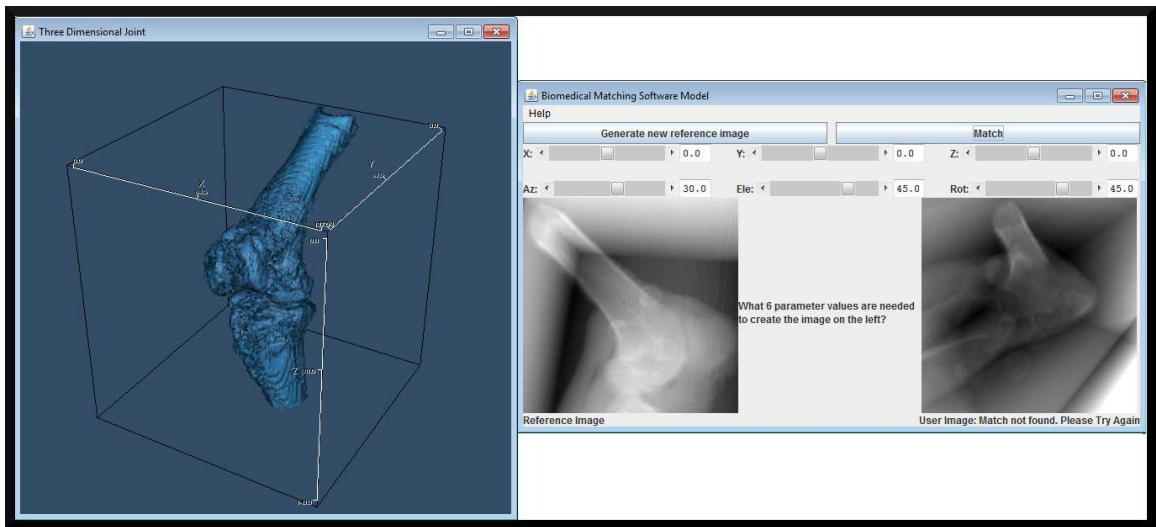 Three Dimensional Joint
X
Y
Z
Biomedical Matching Software Model
Help
Generate new reference image Match
X: 0.0 Y: 0.0 Z: 0.0
Az: 30.0 Ele: 45.0 Rot: 45.0
What 6 parameter values are needed
to create the image on the left?
Reference Image User Image: Match not found. Please Try Again